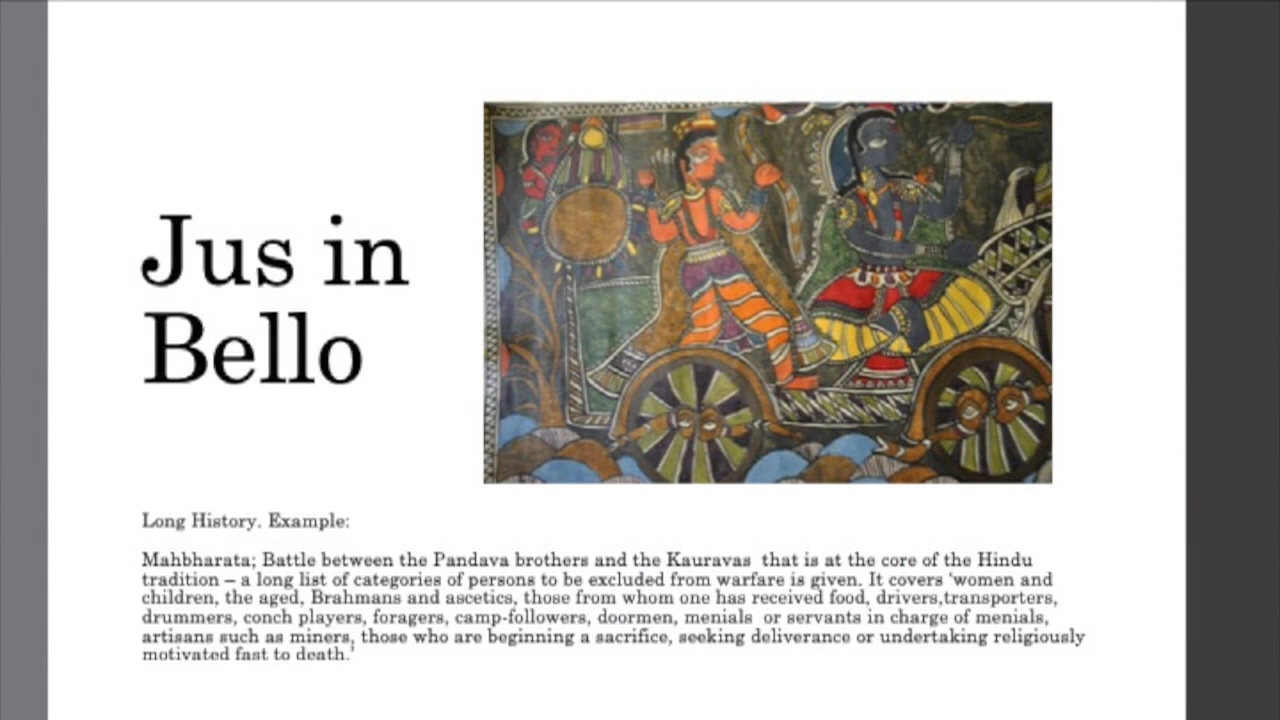 Jus in
Bello
Long History. Example:
Mahbharata; Battle between the Pandava brothers and the Kauravas  that is at the core of the Hindu
tradition – a long list of categories of persons to be excluded from warfare is given. It covers ‘women and
children, the aged, Brahmans and ascetics, those from whom one has received food, drivers,transporters,
drummers, conch players, foragers, camp-followers, doormen, menials  or servants in charge of menials,
artisans such as miners, those who are beginning a sacrifice, seeking deliverance or undertaking religiously
motivated fast to death.’